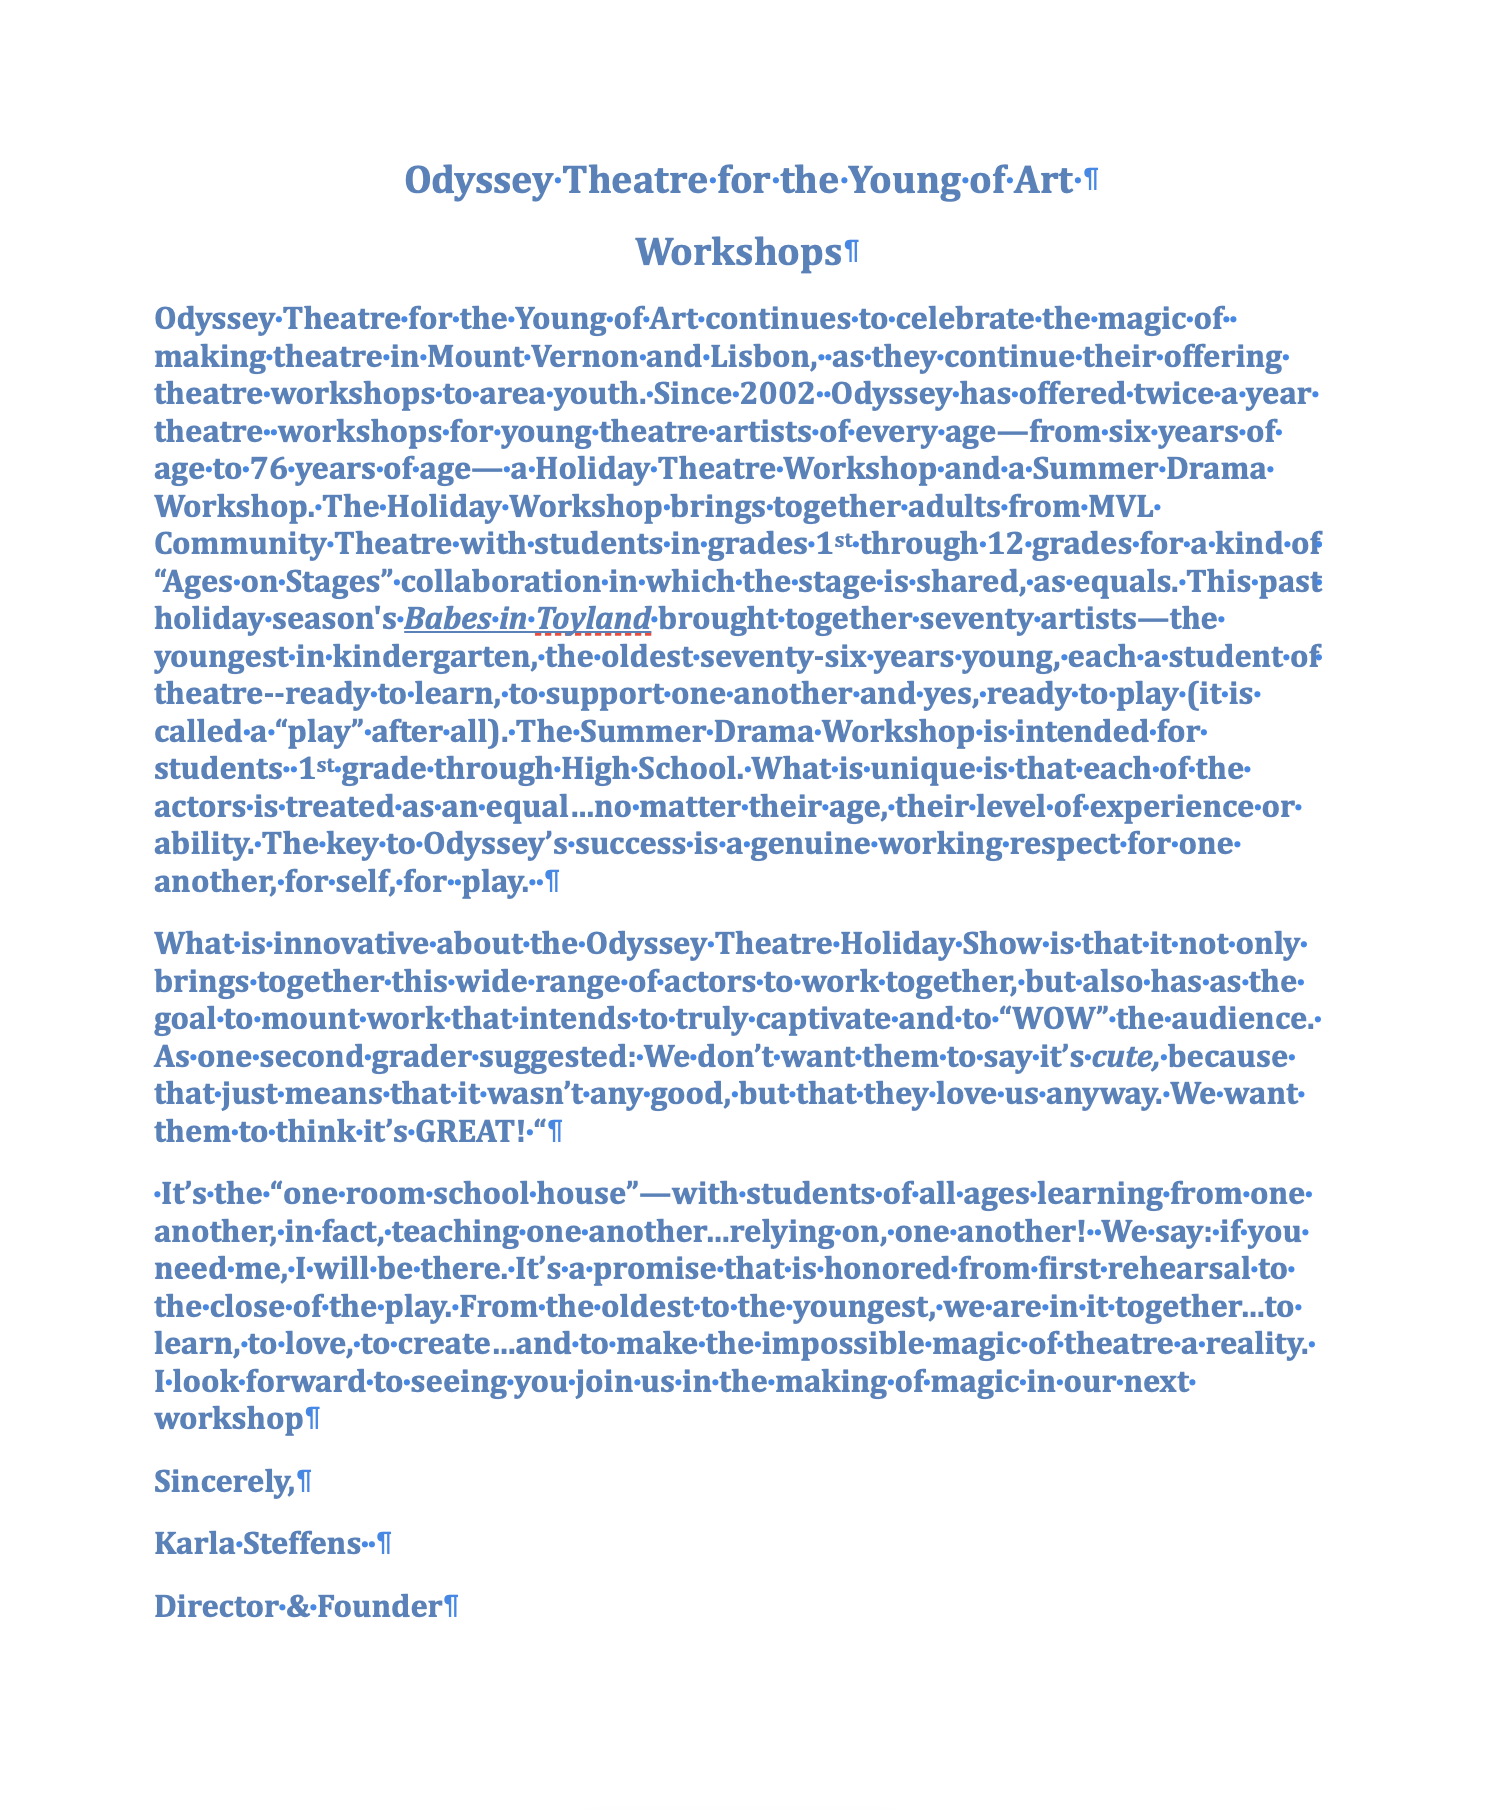 Odyssey Theatre for the Young of Art ¶
Workshops¶
Odyssey Theatre for the Young of Art continues to celebrate the magic of
making theatre in Mount Vernon and Lisbon,  as they continue their offering
theatre workshops to area youth. Since 2002  Odyssey has offered twice a year
theatre  workshops for young theatre artists of every age—from six years of
age to 76 years of age— a Holiday Theatre Workshop and a Summer Drama
Workshop. The Holiday Workshop brings together adults from MVL
Community Theatre with students in grades 1st through 12 grades for a kind of
“Ages on Stages” collaboration in which the stage is shared, as equals. This past
holiday season's Babes in Toyland brought together seventy artists—the
youngest in kindergarten, the oldest seventy-six years young, each a student of
theatre--ready to learn, to support one another and yes, ready to play (it is
called a “play” after all). The Summer Drama Workshop is intended for
students  1st grade through High School. What is unique is that each of the
actors is treated as an equal…no matter their age, their level of experience or
ability. The key to Odyssey’s success is a genuine working respect for one
another, for self, for  play.  ¶
What is innovative about the Odyssey Theatre Holiday Show is that it not only
brings together this wide range of actors to work together, but also has as the
goal to mount work that intends to truly captivate and to “WOW” the audience.
As one second grader suggested: We don’t want them to say it’s cute, because
that just means that it wasn’t any good, but that they love us anyway. We want
them to think it’s GREAT! “¶
It’s the “one room school house”—with students of all ages learning from one
another, in fact, teaching one another…relying on, one another!  We say: if you
need me, I will be there. It’s a promise that is honored from first rehearsal to
the close of the play. From the oldest to the youngest, we are in it together…to
learn, to love, to create…and to make the impossible magic of theatre a reality.
I look forward to seeing you join us in the making of magic in our next
workshop¶
Sincerely,¶
Karla Steffens  ¶
Director & Founder¶